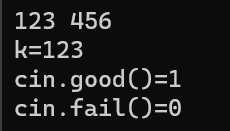 123 456
k=123
cin.good()=1
cin.fail()=0